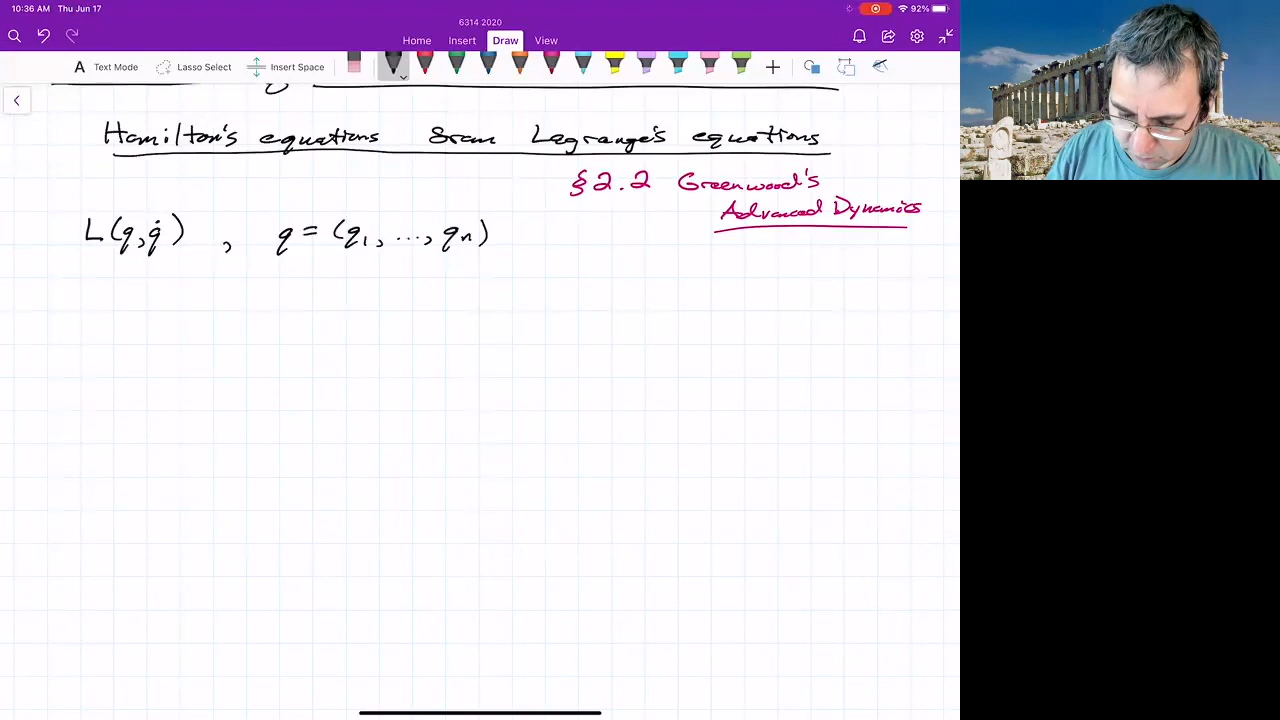 10:36 AM Thu Jun 17
92%
6314 2020
Home Insert Draw View
Text Mode Lasso Select Insert Space
Hamilton's equations from Lagrange's equations
§2.2 Greenwood's
Advanced Dynamics
L(q,q̇) , q = (q₁, ..., qₙ)